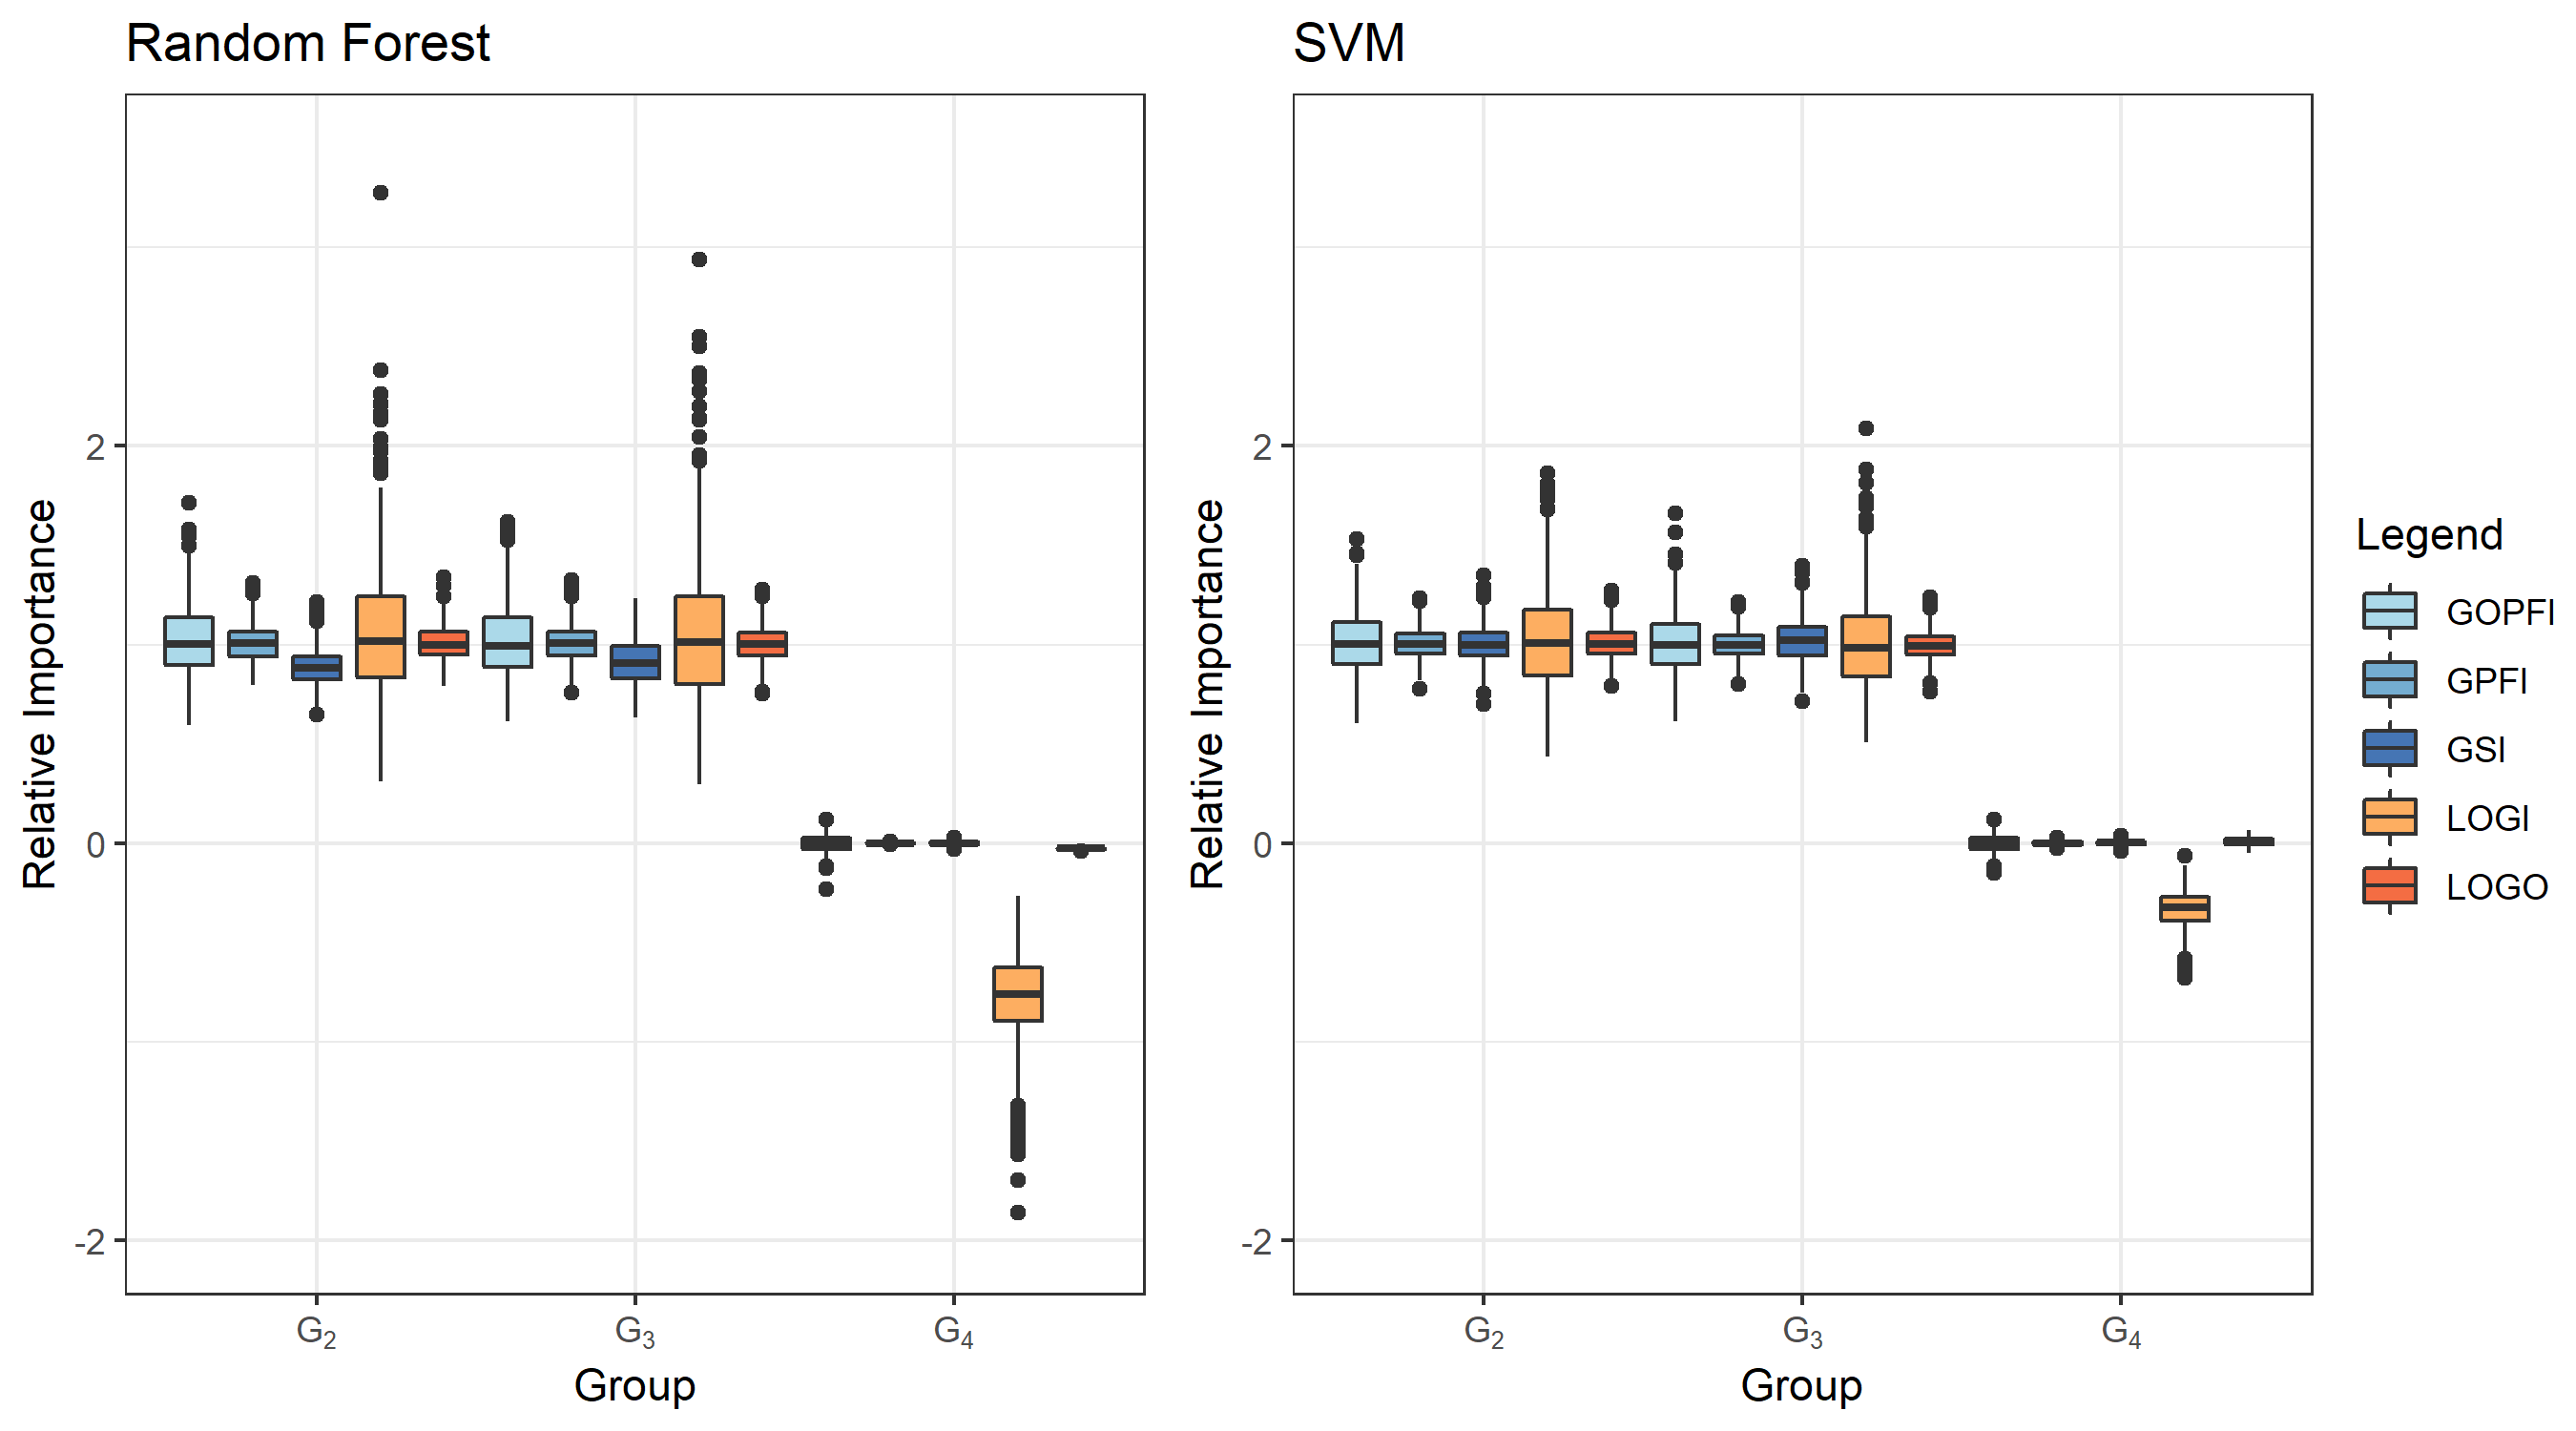 Random Forest
Relative Importance
2
0
-2
G₂ G₃ G₄
Group
SVM
Relative Importance
2
0
-2
G₂ G₃ G₄
Group
Legend
GOPFI
GPFI
GSI
LOGI
LOGO